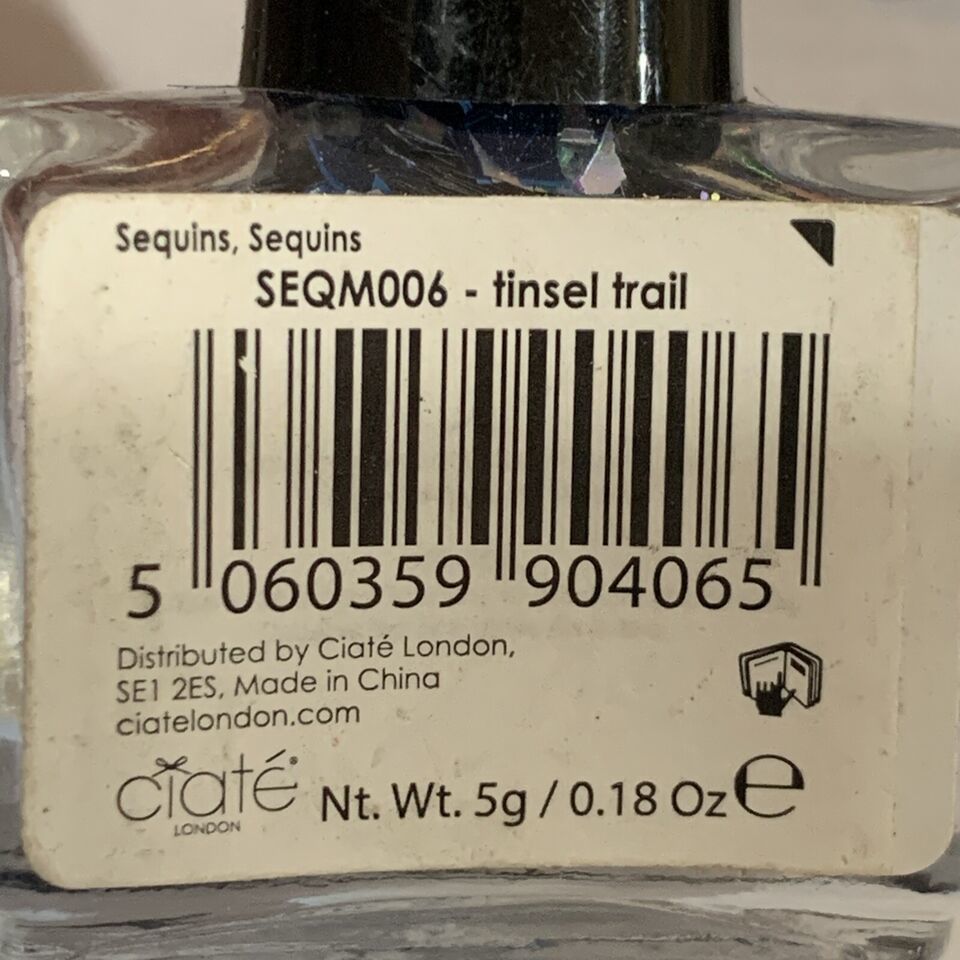 Sequins, Sequins
SEQM006 - tinsel trail
5 060359 904065
Distributed by Ciaté London,
SE1 2ES, Made in China
ciatelondon.com
ciaté®
LONDON
Nt. Wt. 5g / 0.18 Oz ℮